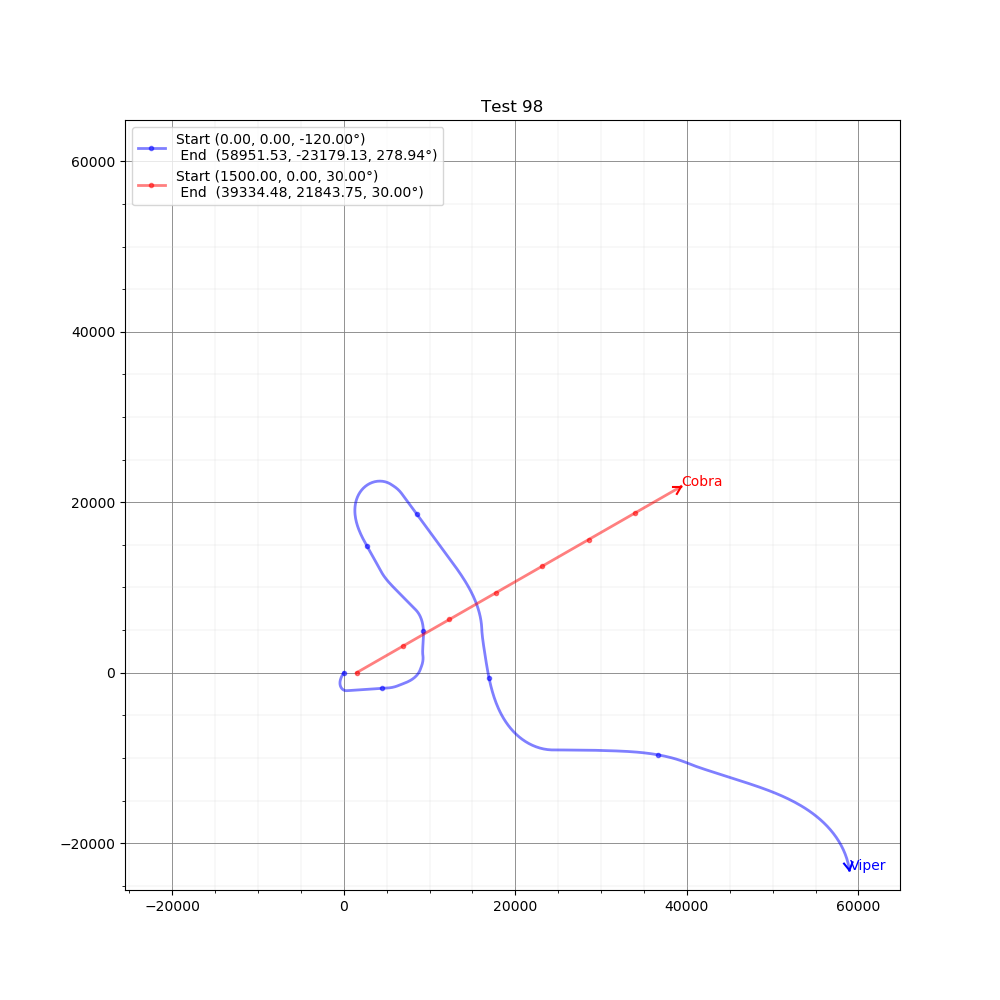 Test 98
Start (0.00, 0.00, -120.00°)
End (58951.53, -23179.13, 278.94°)
Start (1500.00, 0.00, 30.00°)
End (39334.48, 21843.75, 30.00°)
60000
40000
20000
0
−20000
Cobra
Viper
−20000 0 20000 40000 60000